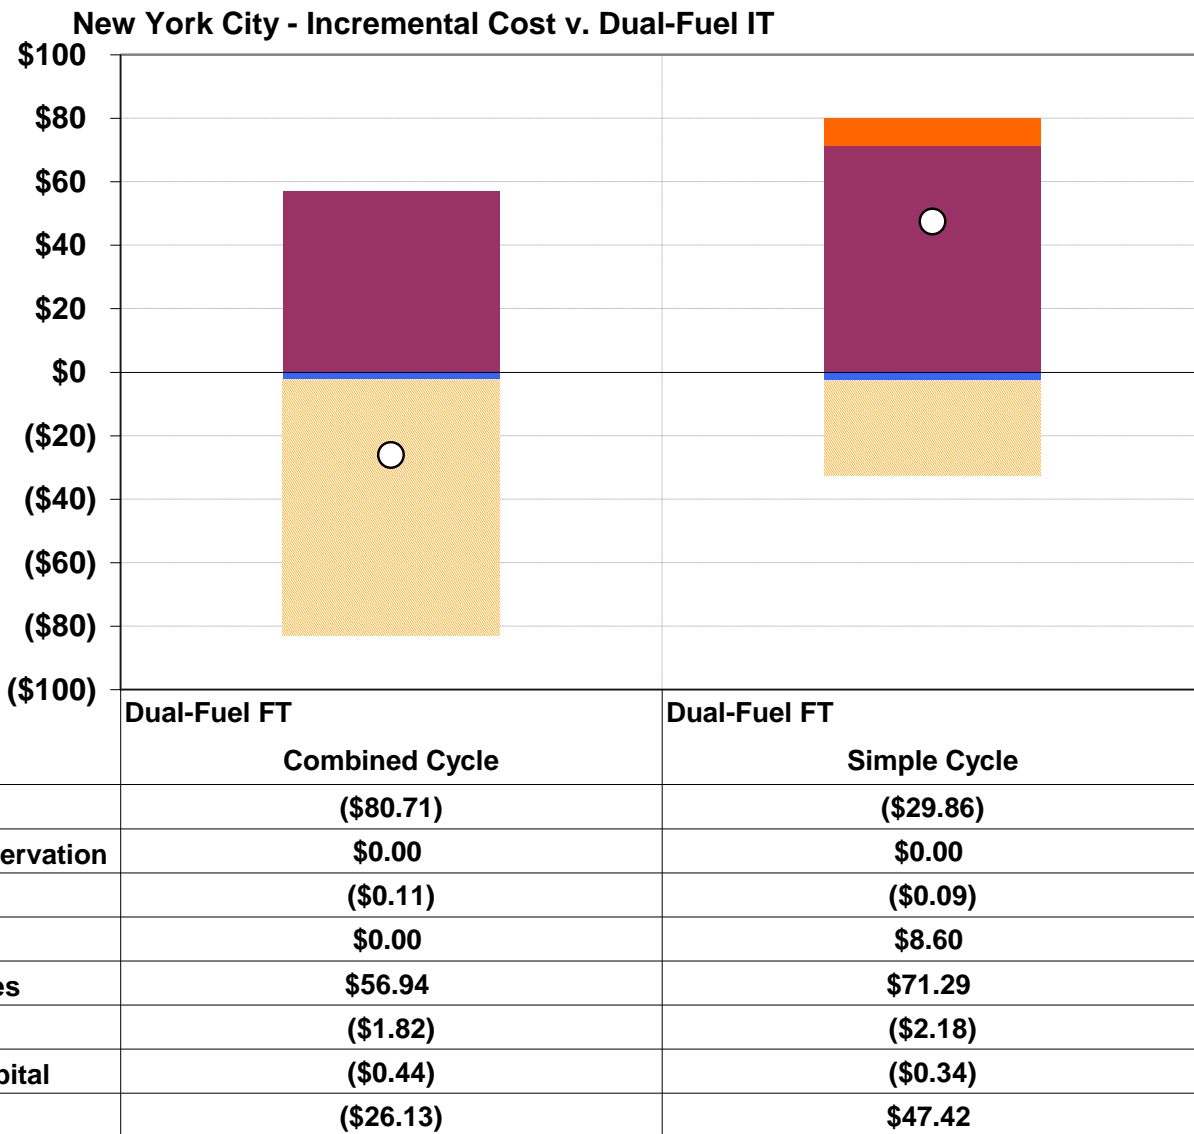 New York City - Incremental Cost v. Dual-Fuel IT
$100
$80
$60
$40
$20
$0
($20)
($40)
($60)
($80)
($100)
Dual-Fuel FT Dual-Fuel FT
Combined Cycle Simple Cycle
($80.71) ($29.86)
ervation $0.00 $0.00
($0.11) ($0.09)
$0.00 $8.60
es $56.94 $71.29
($1.82) ($2.18)
pital ($0.44) ($0.34)
($26.13) $47.42